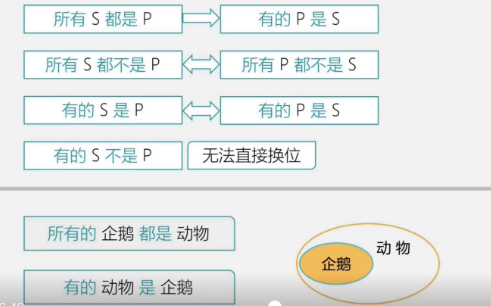 所有 S 都是 P 有的 P 是 S
所有 S 都不是 P 所有 P 都不是 S
有的 S 是 P 有的 P 是 S
有的 S 不是 P 无法直接换位
所有的 企鹅 都是 动物
动物
企鹅
有的 动物 是 企鹅